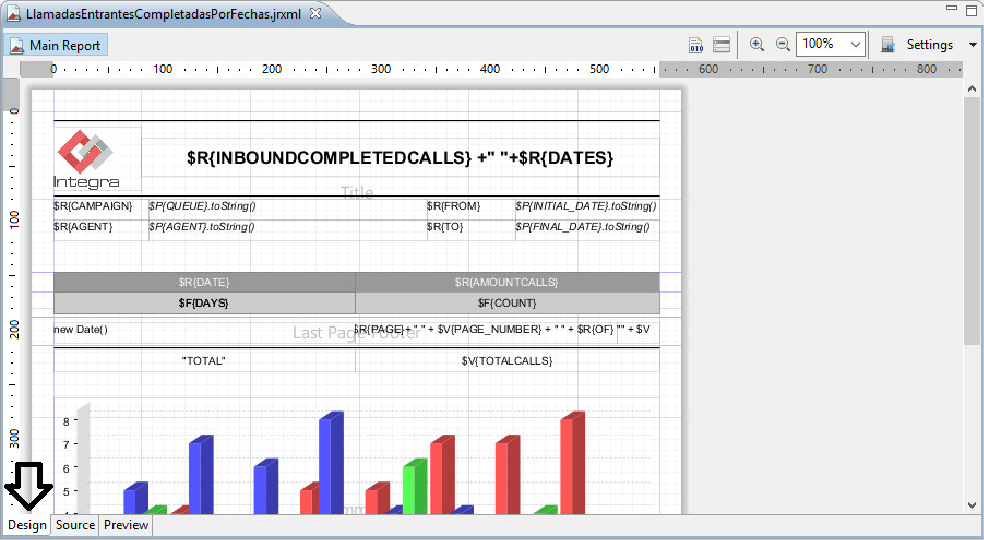 LlamadasEntrantesCompletadasPorFechas.jrxml
Main Report 100% Settings
0 100 200 300 400 500 600 700 800
0
Integra
$R{INBOUNDCOMPLETEDCALLS} +" "+$R{DATES}
Title
$R{CAMPAIGN} $P{QUEUE}.toString() $R{FROM} $P{INITIAL_DATE}.toString()
100
$R{AGENT} $P{AGENT}.toString() $R{TO} $P{FINAL_DATE}.toString()
$R{DATE} $R{AMOUNTCALLS}
$F{DAYS} $F{COUNT}
200
new Date() Last Page Footer $R{PAGE}+ " " + $V{PAGE_NUMBER} + " " + $R{OF} "" + $V
"TOTAL" $V{TOTALCALLS}
8
300
7
6
5
Design Source Preview